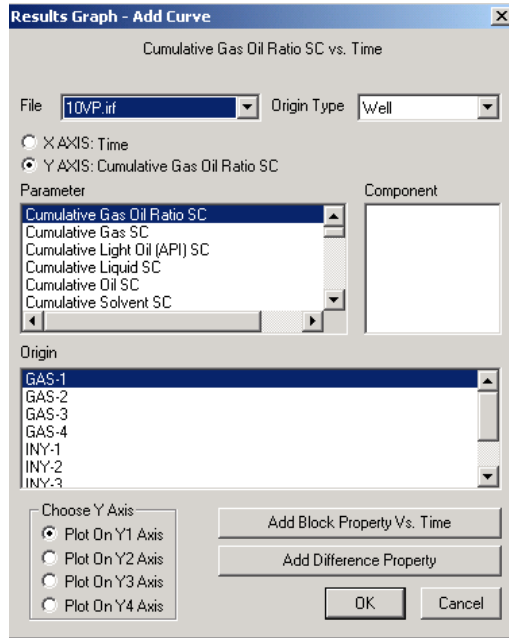 Results Graph - Add Curve
Cumulative Gas Oil Ratio SC vs. Time
File 10VP.irf Origin Type Well
X AXIS: Time
Y AXIS: Cumulative Gas Oil Ratio SC
Parameter Component
Cumulative Gas Oil Ratio SC
Cumulative Gas SC
Cumulative Light Oil (API) SC
Cumulative Liquid SC
Cumulative Oil SC
Cumulative Solvent SC
Origin
GAS-1
GAS-2
GAS-3
GAS-4
INY-1
INY-2
INY-3
Choose Y Axis
Plot On Y1 Axis
Plot On Y2 Axis
Plot On Y3 Axis
Plot On Y4 Axis
Add Block Property Vs. Time
Add Difference Property
OK Cancel